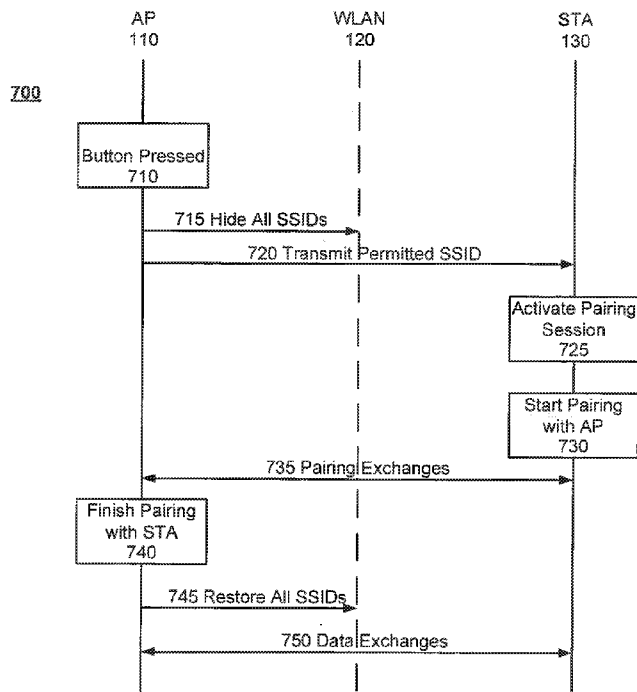 AP
110
WLAN
120
STA
130
700
Button Pressed
710
715 Hide All SSIDs
720 Transmit Permitted SSID
Activate Pairing
Session
725
Start Pairing
with AP
730
735 Pairing Exchanges
Finish Pairing
with STA
740
745 Restore All SSIDs
750 Data Exchanges